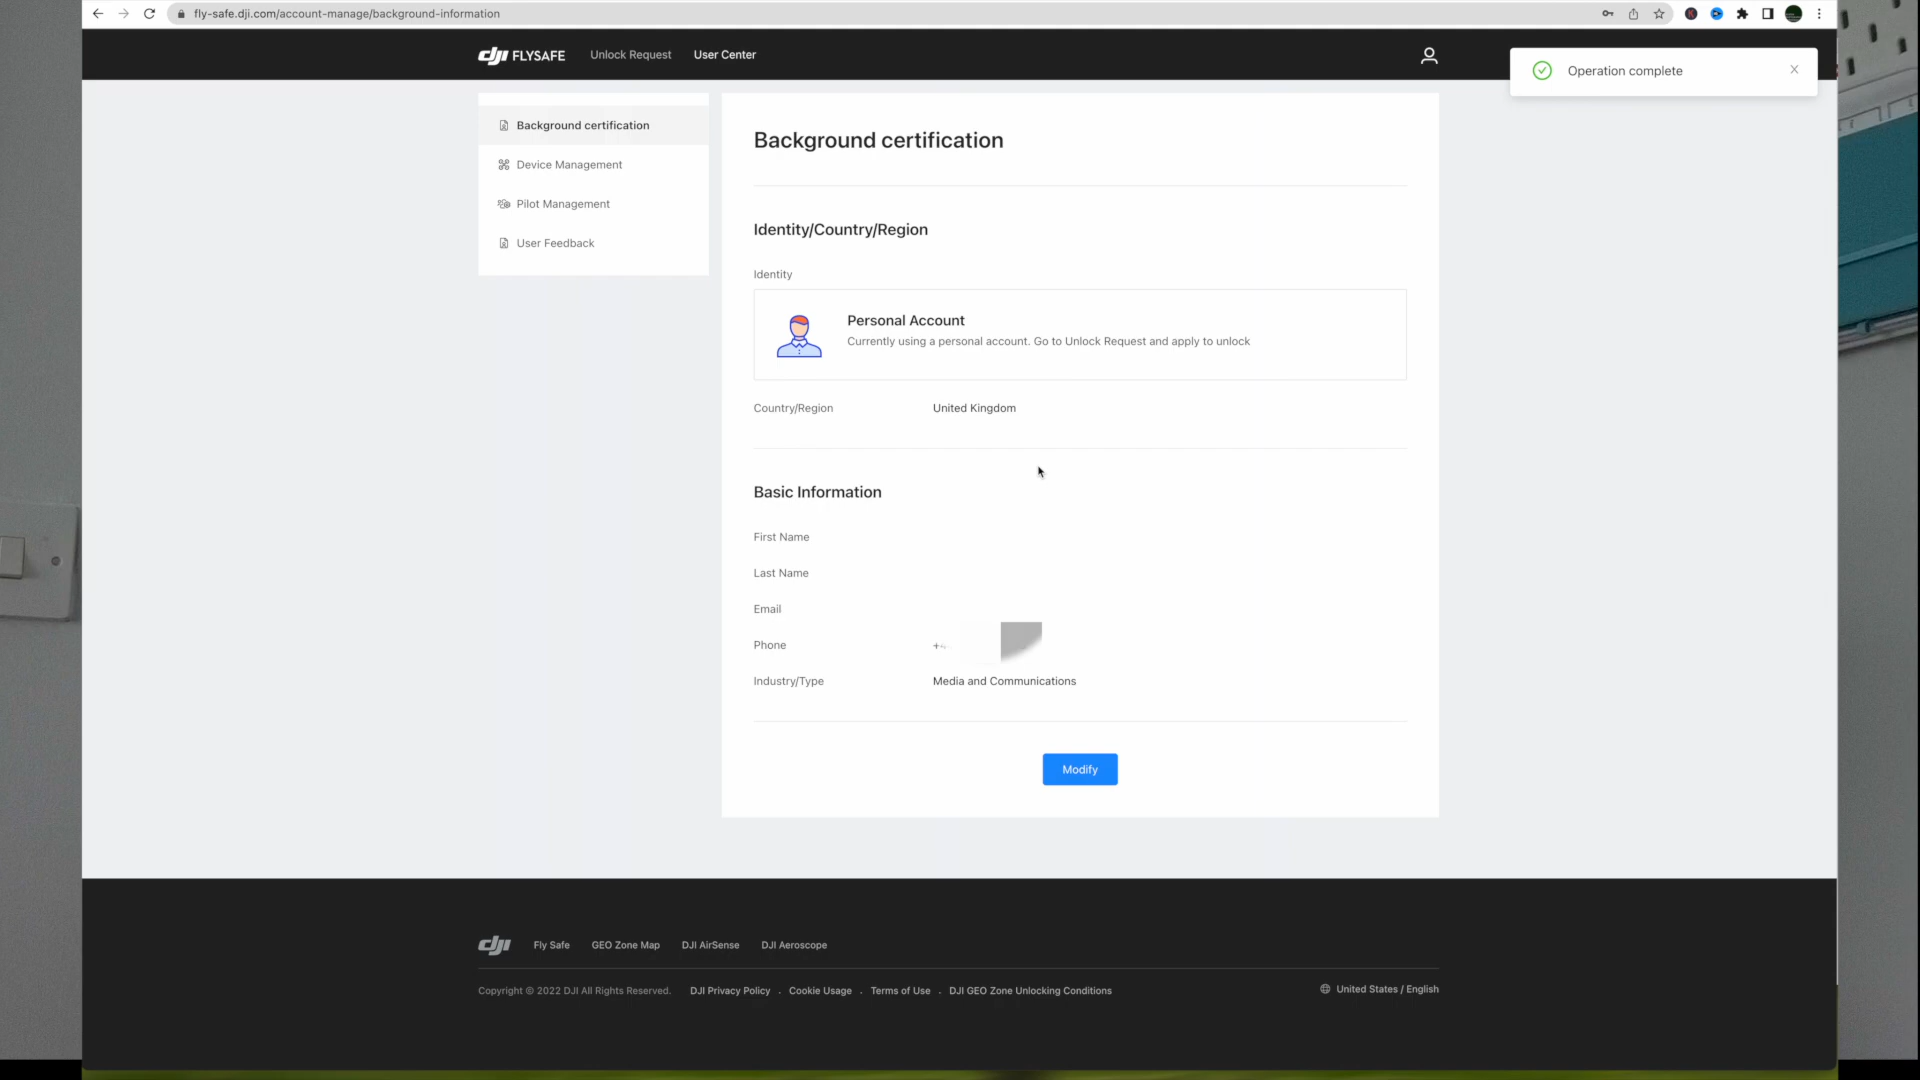 fly-safe.dji.com/account-manage/background-information
dji FLYSAFE
Unlock Request
User Center
Operation complete
Background certification
Device Management
Pilot Management
User Feedback
Background certification
Identity/Country/Region
Identity
Personal Account
Currently using a personal account. Go to Unlock Request and apply to unlock
Country/Region United Kingdom
Basic Information
First Name
Last Name
Email
Phone +
Industry/Type Media and Communications
Modify
dji Fly Safe GEO Zone Map DJI AirSense DJI Aeroscope
Copyright © 2022 DJI All Rights Reserved. DJI Privacy Policy . Cookie Usage . Terms of Use . DJI GEO Zone Unlocking Conditions
United States / English